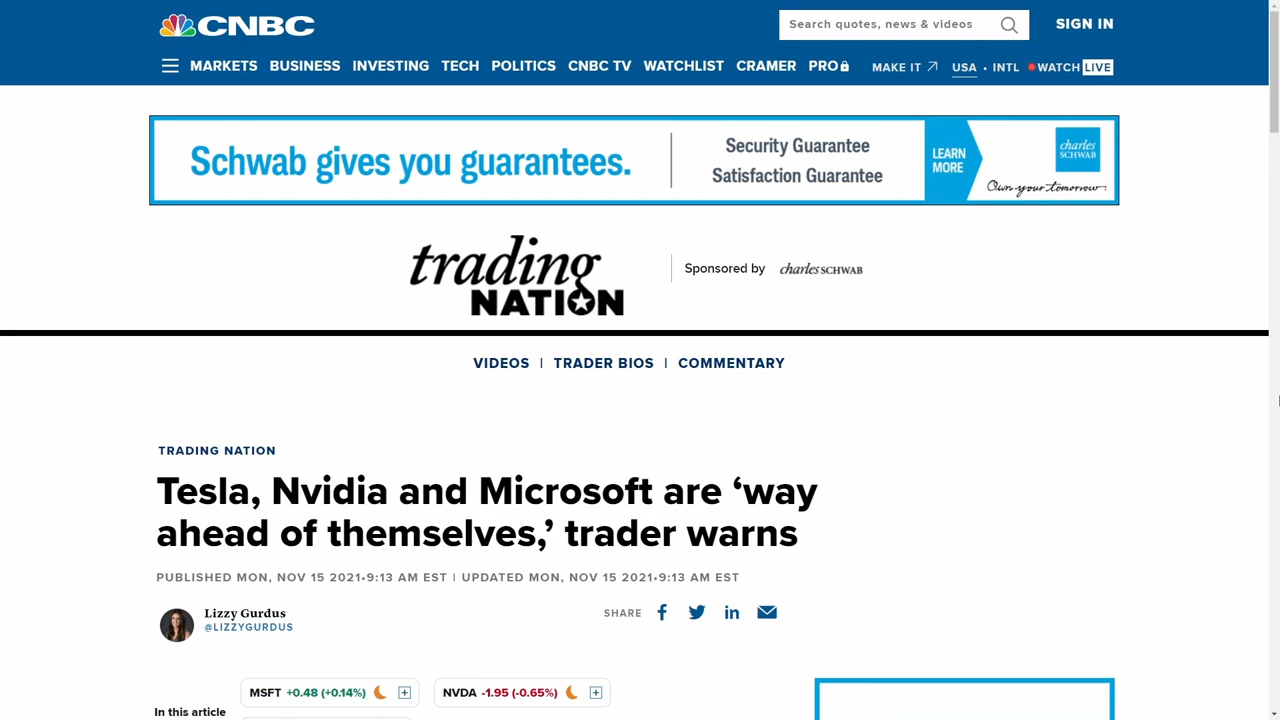 CNBC
Search quotes, news & videos
SIGN IN
MARKETS BUSINESS INVESTING TECH POLITICS CNBC TV WATCHLIST CRAMER PRO MAKE IT USA • INTL WATCH LIVE
Schwab gives you guarantees.
Security Guarantee
Satisfaction Guarantee
LEARN
MORE
charles
SCHWAB
Own your tomorrow.
trading
NATION
Sponsored by charles SCHWAB
VIDEOS | TRADER BIOS | COMMENTARY
TRADING NATION
Tesla, Nvidia and Microsoft are ‘way
ahead of themselves,’ trader warns
PUBLISHED MON, NOV 15 2021•9:13 AM EST | UPDATED MON, NOV 15 2021•9:13 AM EST
Lizzy Gurdus
@LIZZYGURDUS
SHARE
MSFT +0.48 (+0.14%)
NVDA -1.95 (-0.65%)
In this article